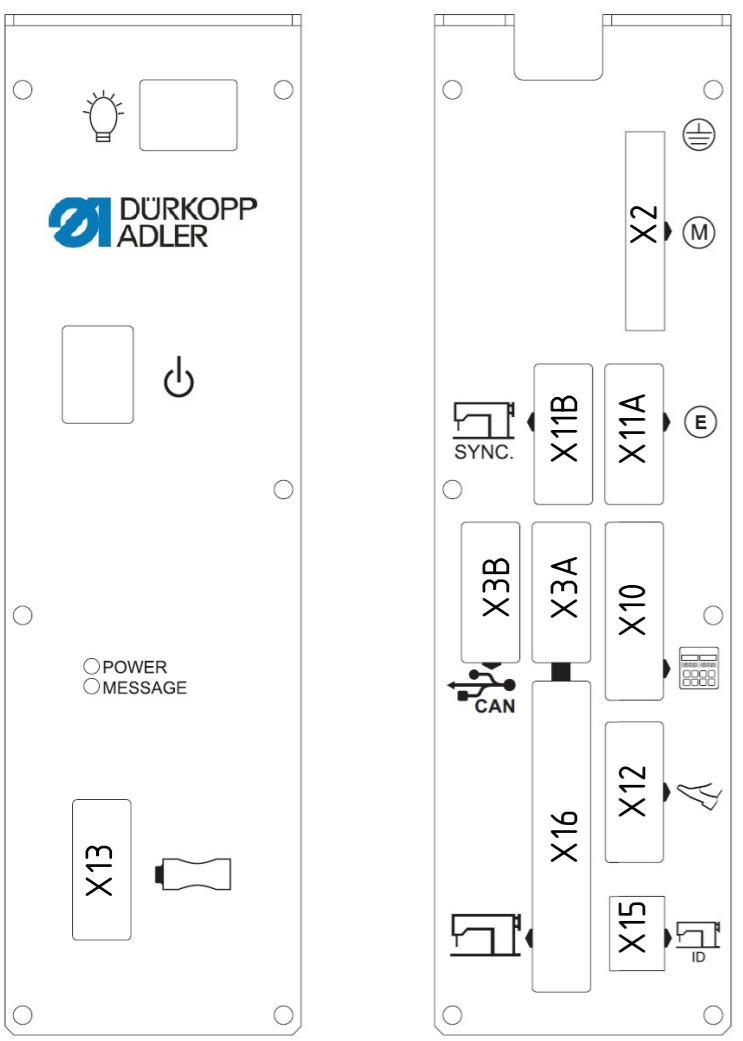 DÜRKOPP
ADLER
POWER
MESSAGE
X13
X2
M
X11B
X11A
E
SYNC.
X3B
X3A
X10
CAN
X16
X12
X15
ID